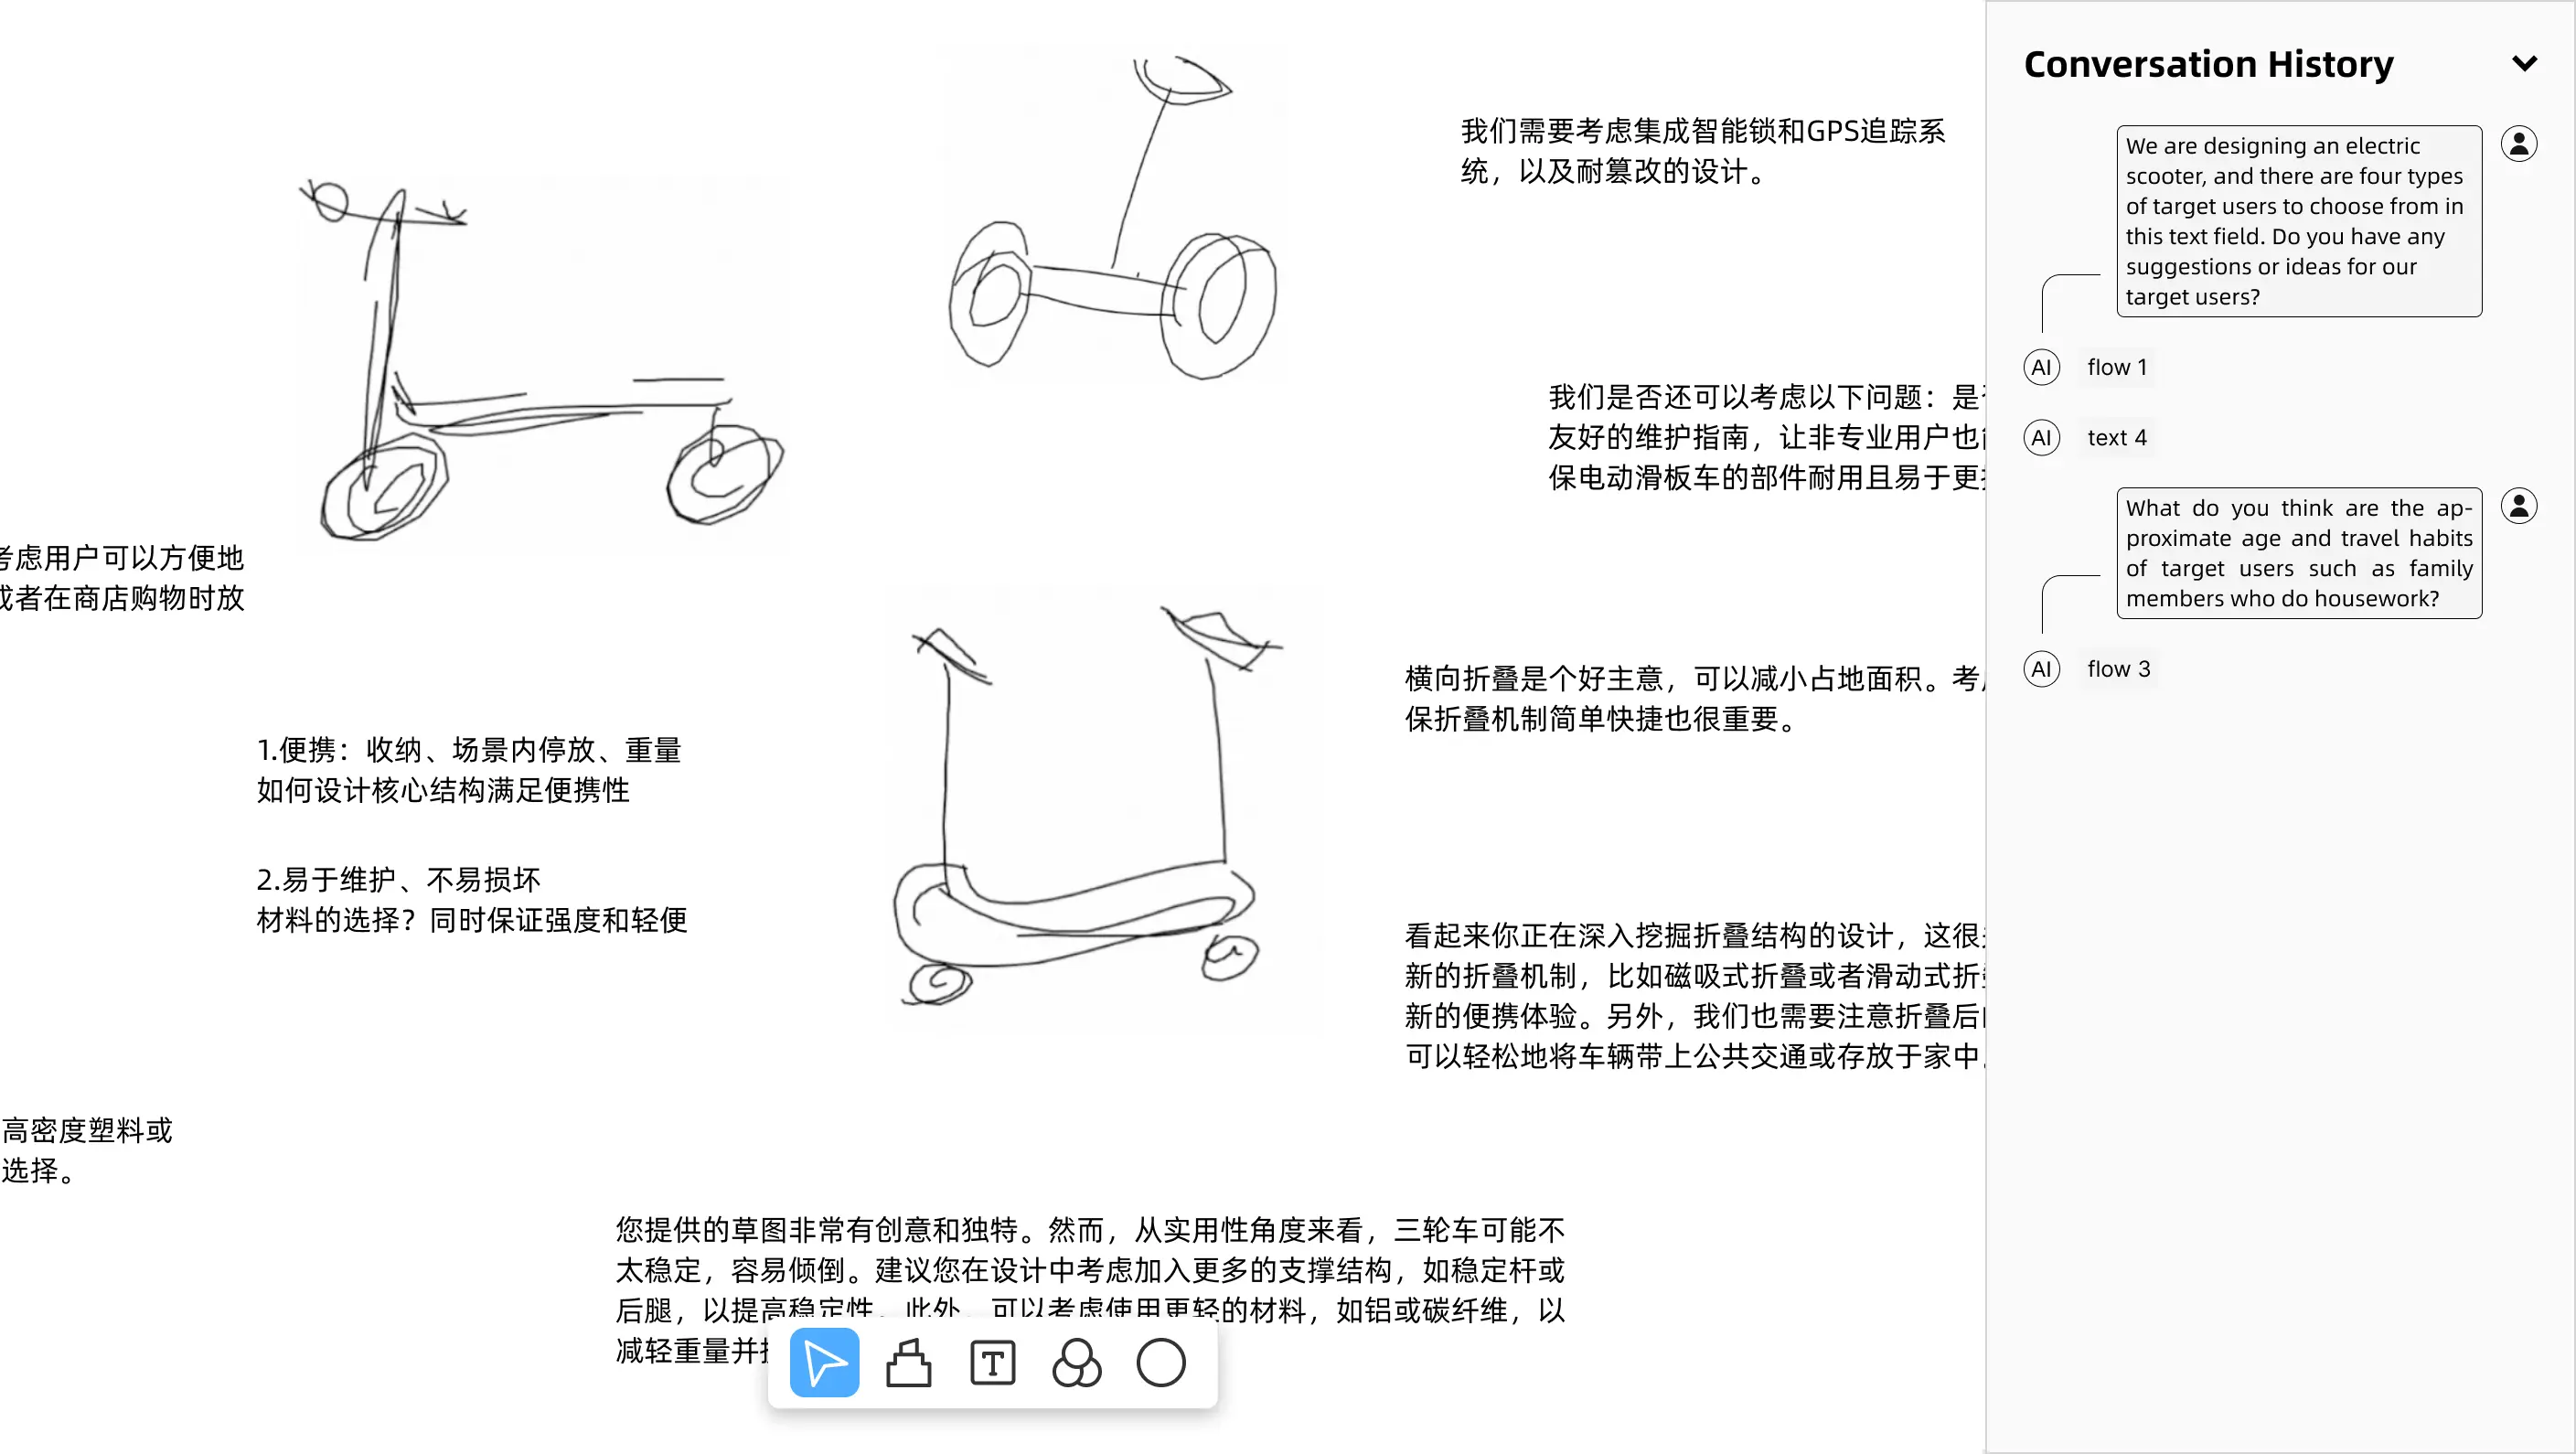 我们需要考虑集成智能锁和GPS追踪系
统，以及耐篡改的设计。
我们是否还可以考虑以下问题：是
友好的维护指南，让非专业用户也
保电动滑板车的部件耐用且易于更
考虑用户可以方便地
或者在商店购物时放
横向折叠是个好主意，可以减小占地面积。考
保折叠机制简单快捷也很重要。
1.便携：收纳、场景内停放、重量
如何设计核心结构满足便携性
2.易于维护、不易损坏
材料的选择？同时保证强度和轻便
看起来你正在深入挖掘折叠结构的设计，这很
新的折叠机制，比如磁吸式折叠或者滑动式折
新的便携体验。另外，我们也需要注意折叠后
可以轻松地将车辆带上公共交通或存放于家中
高密度塑料或
选择。
您提供的草图非常有创意和独特。然而，从实用性角度来看，三轮车可能不
太稳定，容易倾倒。建议您在设计中考虑加入更多的支撑结构，如稳定杆或
后腿，以提高稳定性。此外，可以考虑使用更轻的材料，如铝或碳纤维，以
减轻重量并
T
Conversation History
We are designing an electric
scooter, and there are four types
of target users to choose from in
this text field. Do you have any
suggestions or ideas for our
target users?
AI flow 1
AI text 4
What do you think are the ap-
proximate age and travel habits
of target users such as family
members who do housework?
AI flow 3